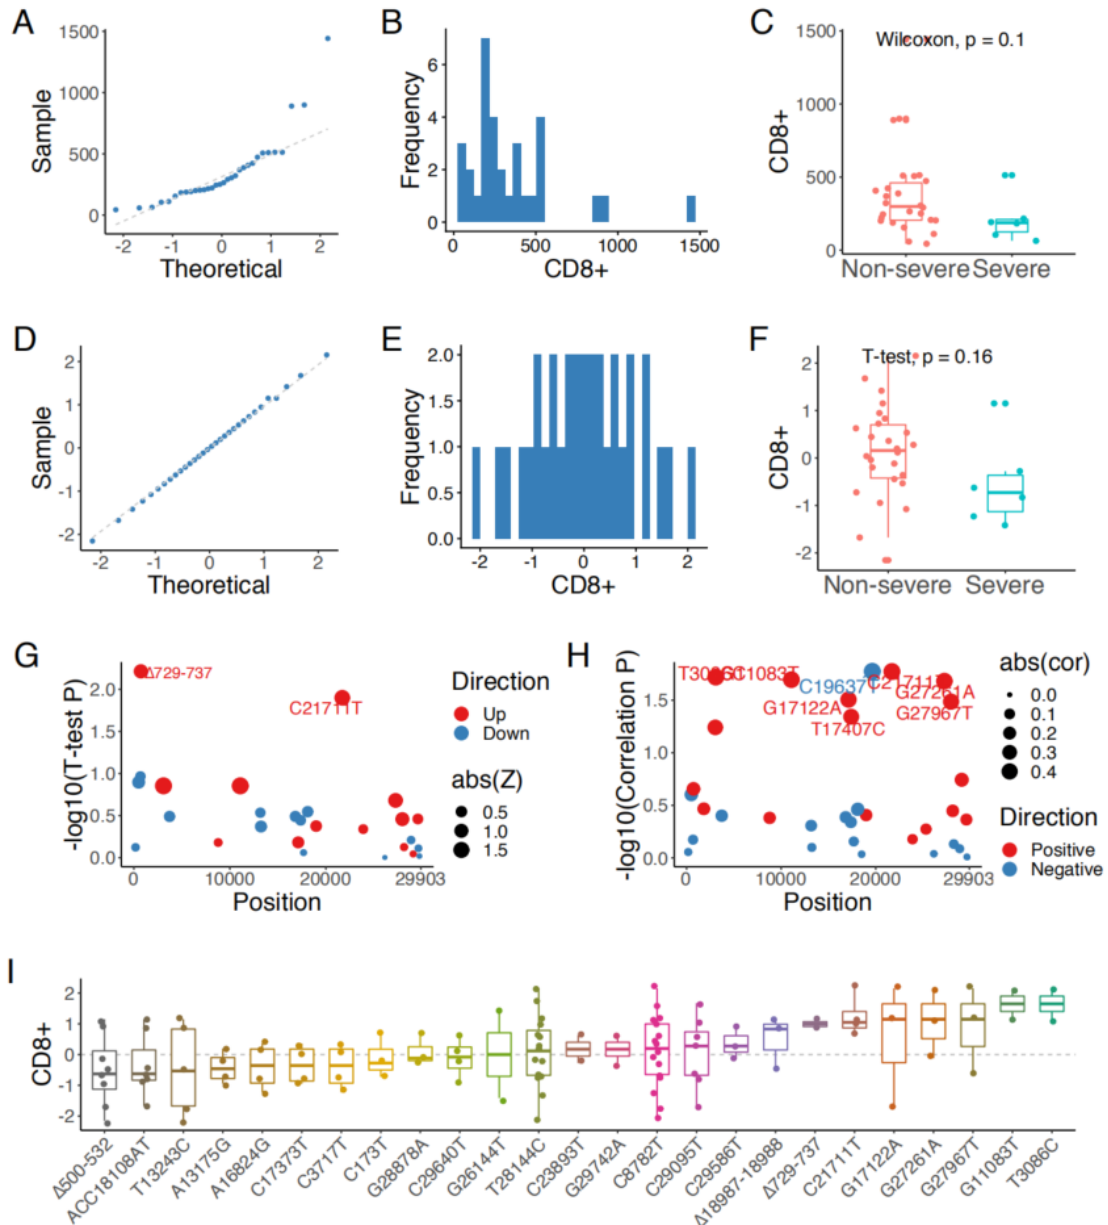 A
Sample
1500
1000
500
0
-2
-1
0
1
2
Theoretical
B
Frequency
6
4
2
0
0
500
1000
1500
CD8+
C
CD8+
1500
1000
500
0
Wilcoxon, p = 0.1
Non-severe
Severe
D
Sample
2
1
0
-1
-2
-2
-1
0
1
2
Theoretical
E
Frequency
2.0
1.5
1.0
0.5
0.0
-2
-1
0
1
2
CD8+
F
CD8+
2
1
0
-1
-2
T-test, p = 0.16
Non-severe
Severe
G
-log10(T-test P)
2.0
1.5
1.0
0.5
0.0
Δ729-737
C21711T
0
10000
20000
29903
Position
Direction
Up
Down
abs(Z)
0.5
1.0
1.5
H
-log10(Correlation P)
1.5
1.0
0.5
0.0
T3086C
G11083T
C19637T
C21711T
G27261A
G17122A
G27967T
T17407C
0
10000
20000
29903
Position
abs(cor)
0.0
0.1
0.2
0.3
0.4
Direction
Positive
Negative
I
CD8+
2
1
0
-1
-2
Δ500-532
ACC18108AT
T13243C
A13175G
A16824G
C17373T
C3717T
C173T
G28878A
C29640T
G26144T
T28144C
C23893T
G29742A
C8782T
C29095T
C29586T
Δ18987-18988
Δ729-737
C21711T
G17122A
G27261A
G27967T
G11083T
T3086C